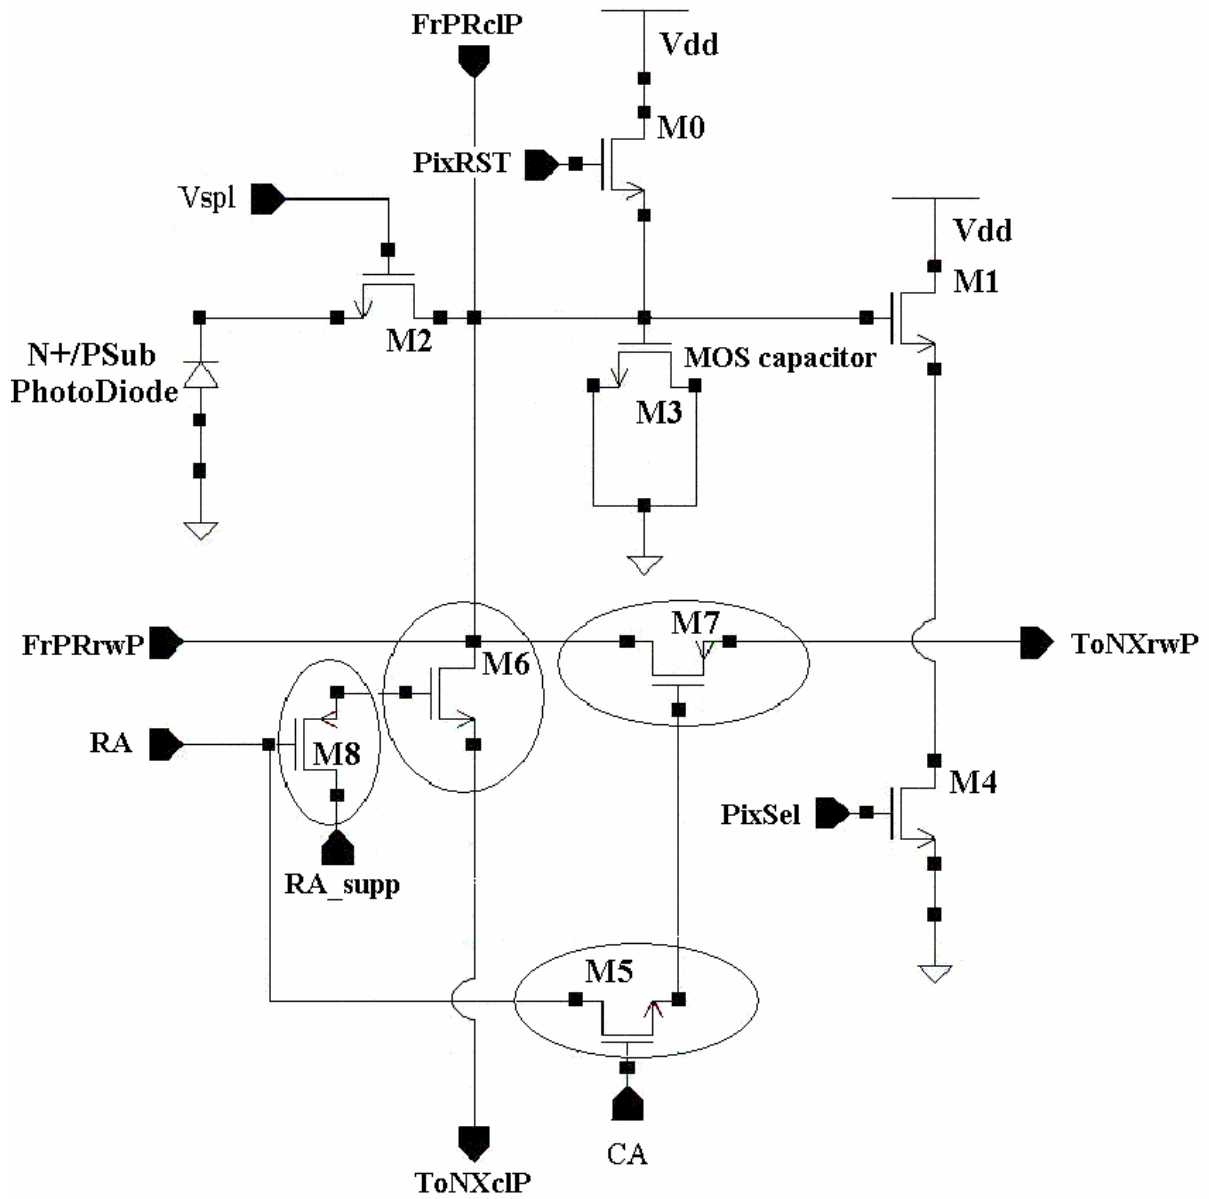 FrPRclP
Vdd
M0
PixRST
Vspl
Vdd
M1
M2
N+/PSub
PhotoDiode
MOS capacitor
M3
FrPRrwP
M6
M7
ToNXrwP
RA
M8
M4
PixSel
RA_supp
M5
CA
ToNXclP